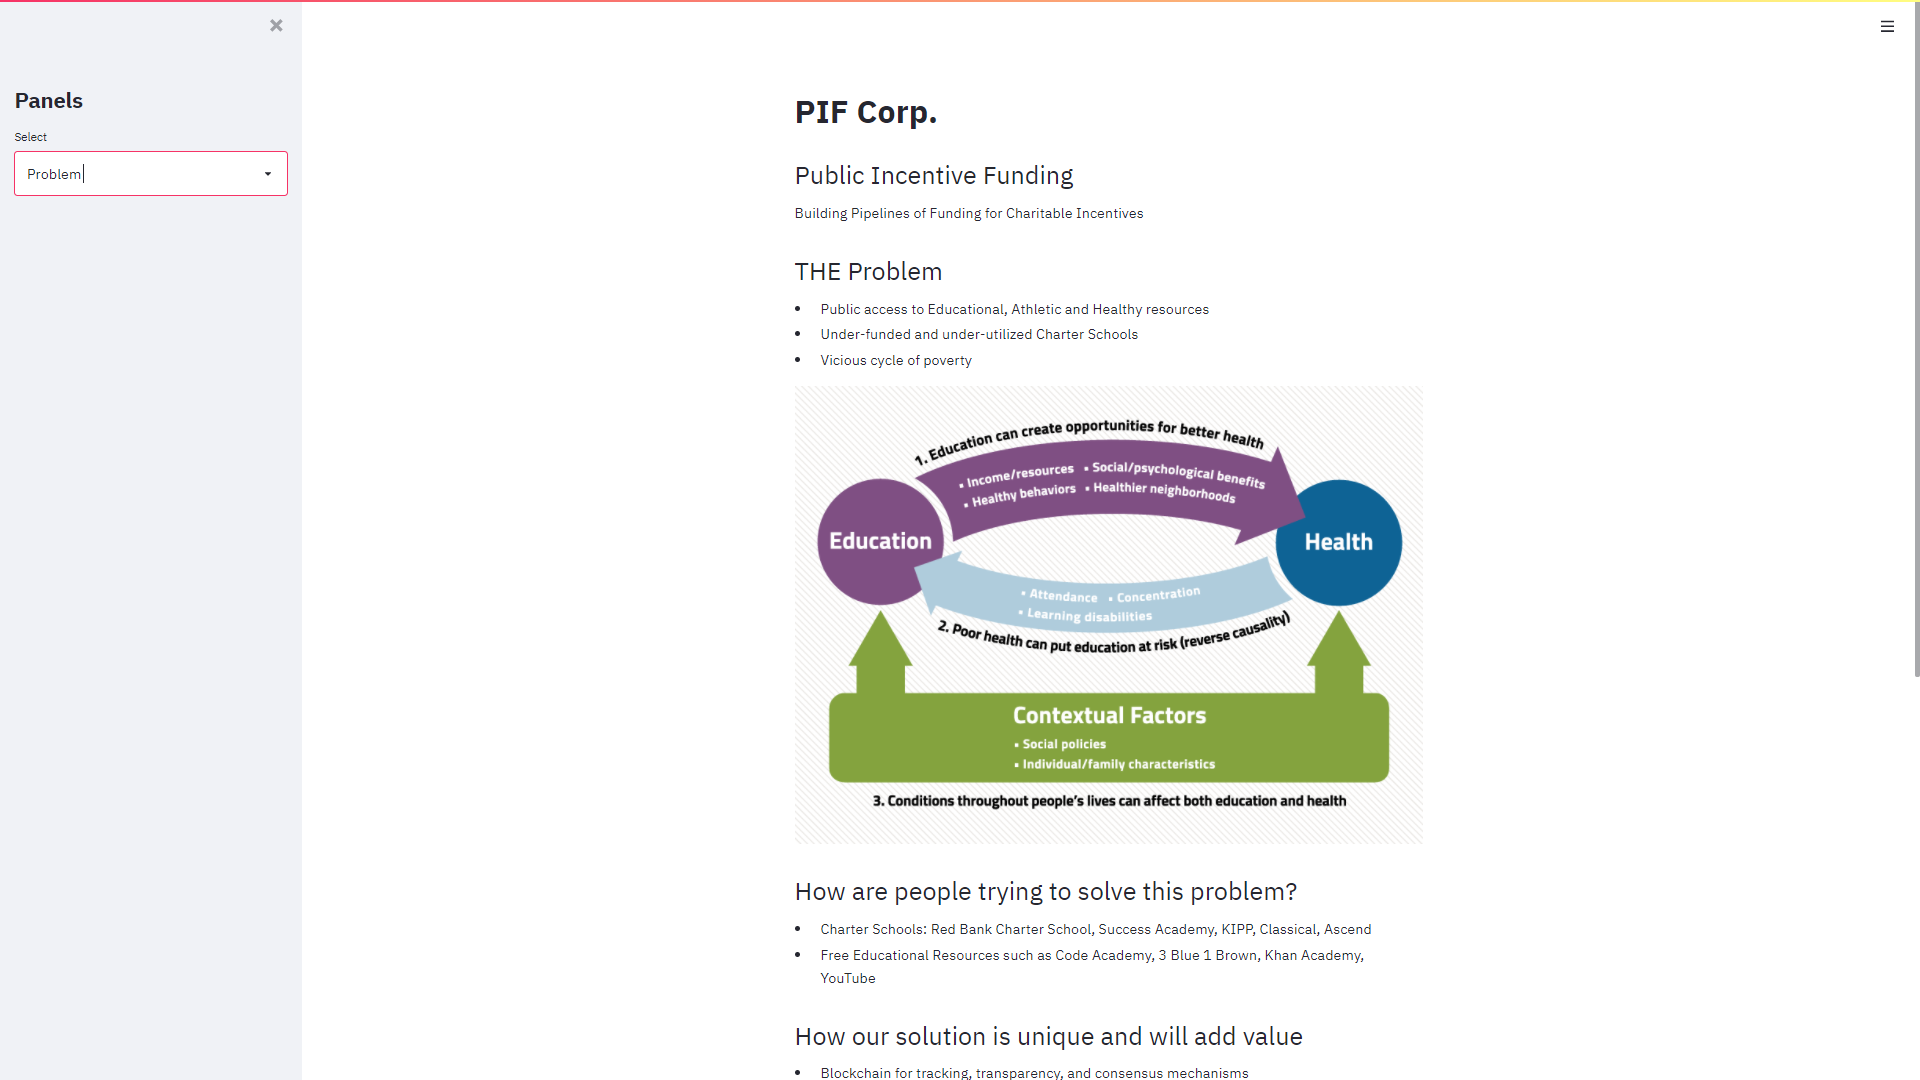 Panels
Select
Problem
PIF Corp.
Public Incentive Funding
Building Pipelines of Funding for Charitable Incentives
THE Problem
• Public access to Educational, Athletic and Healthy resources
• Under-funded and under-utilized Charter Schools
• Vicious cycle of poverty
1. Education can create opportunities for better health
▪ Income/resources ▪ Social/psychological benefits
▪ Healthy behaviors ▪ Healthier neighborhoods
Education
Health
▪ Attendance ▪ Concentration
▪ Learning disabilities
2. Poor health can put education at risk (reverse causality)
Contextual Factors
▪ Social policies
▪ Individual/family characteristics
3. Conditions throughout people's lives can affect both education and health
How are people trying to solve this problem?
• Charter Schools: Red Bank Charter School, Success Academy, KIPP, Classical, Ascend
• Free Educational Resources such as Code Academy, 3 Blue 1 Brown, Khan Academy,
YouTube
How our solution is unique and will add value
• Blockchain for tracking, transparency, and consensus mechanisms